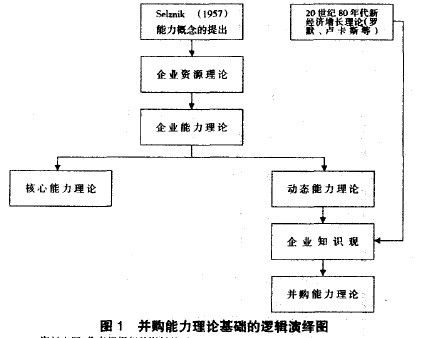 Selznik （1957）
能力概念的提出
20世纪80年代新
经济增长理论(罗
默、卢卡斯等)
企业资源理论
企业能力理论
核心能力理论
动态能力理论
企业知识观
并购能力理论
图1 并购能力理论基础的逻辑演绎图